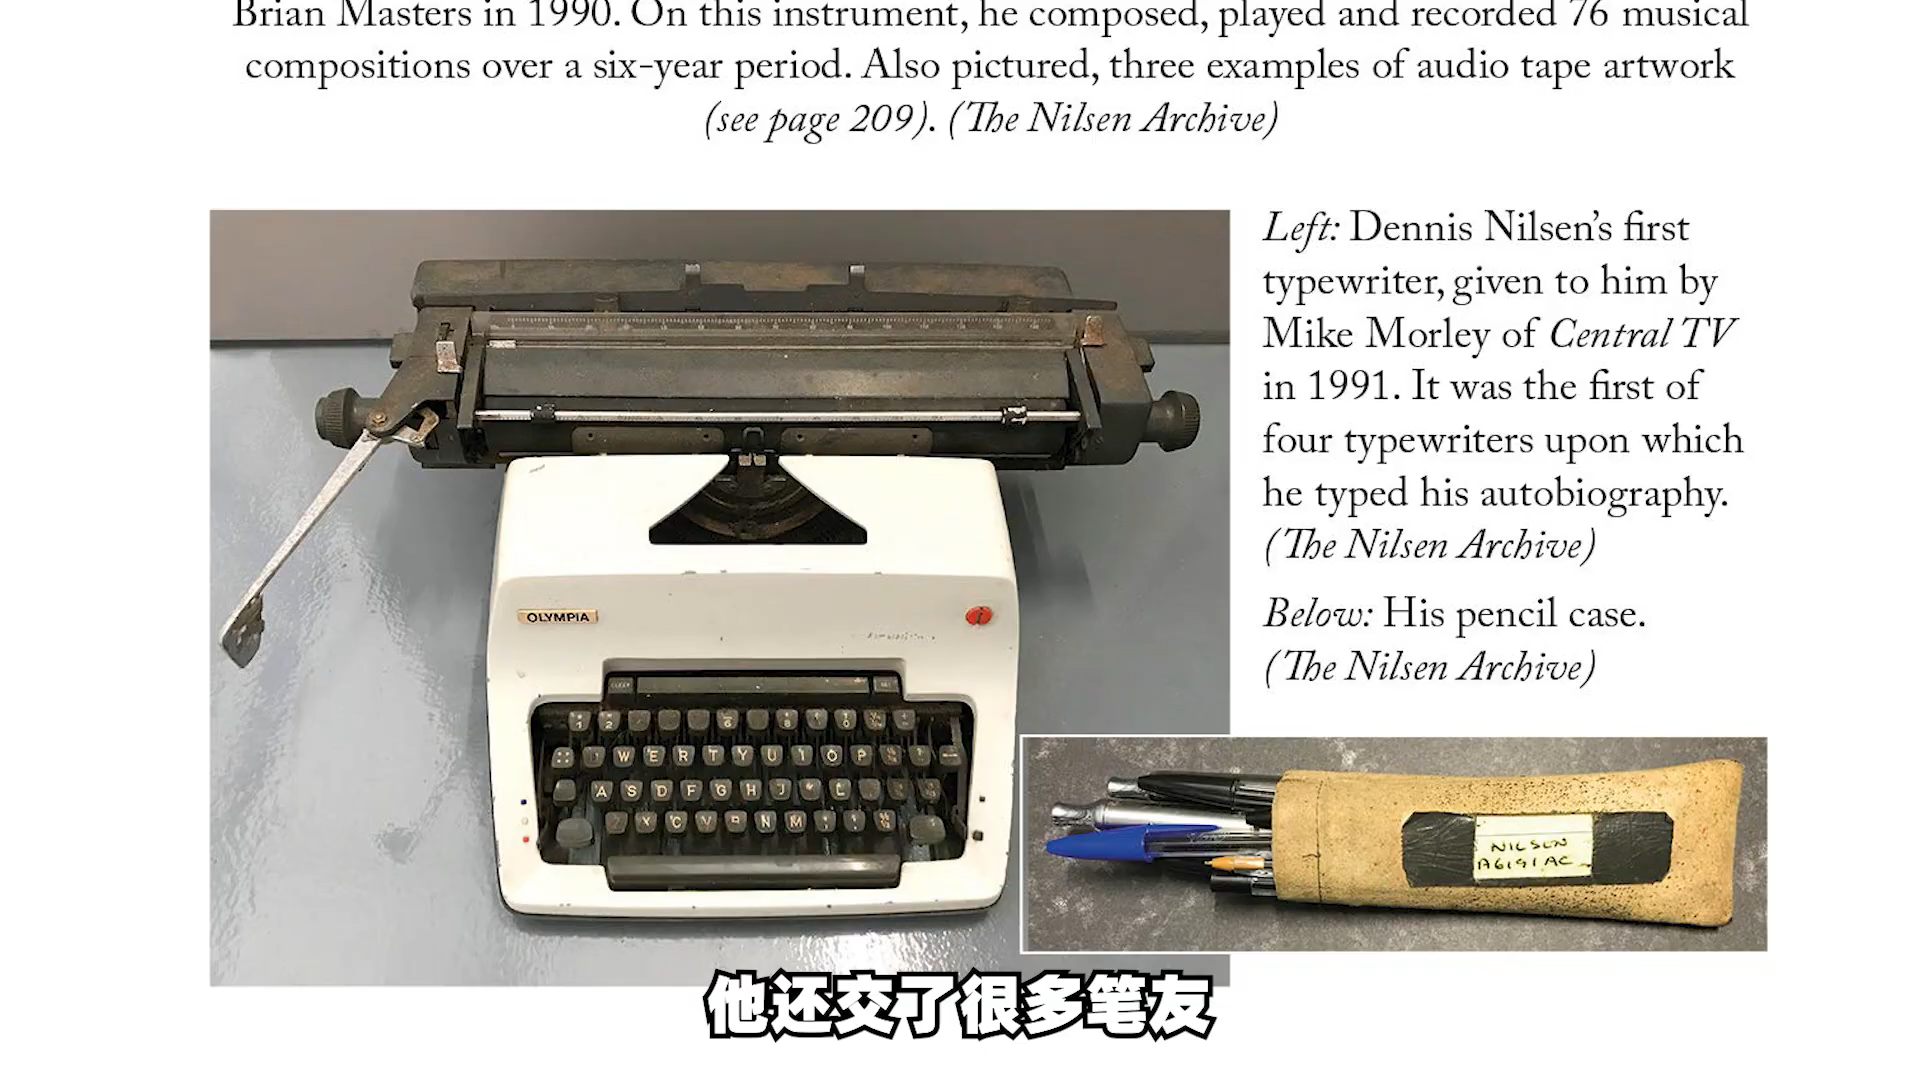 Brian Masters in 1990. On this instrument, he composed, played and recorded 76 musical
compositions over a six-year period. Also pictured, three examples of audio tape artwork
(see page 209). (The Nilsen Archive)
Left: Dennis Nilsen’s first
typewriter, given to him by
Mike Morley of Central TV
in 1991. It was the first of
four typewriters upon which
he typed his autobiography.
(The Nilsen Archive)
Below: His pencil case.
(The Nilsen Archive)
OLYMPIA
W E R T Y U I O P
A S D F G H J L
C V N M
NILSEN
A6191AC
他还交了很多笔友